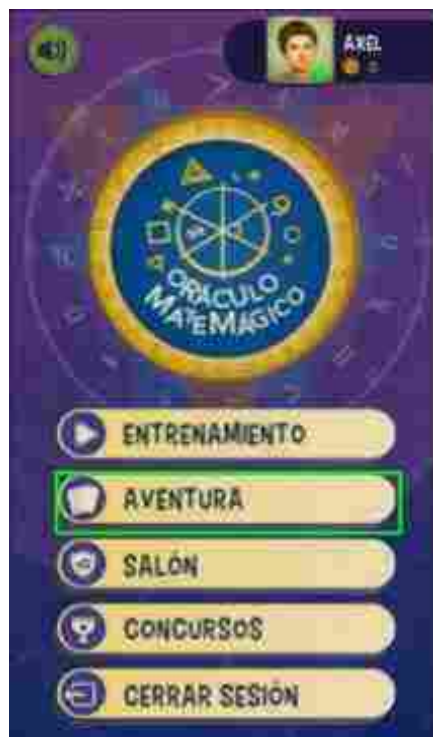 AXEL
ORÁCULO
MATEMÁGICO
ENTRENAMIENTO
AVENTURA
SALÓN
CONCURSOS
CERRAR SESIÓN